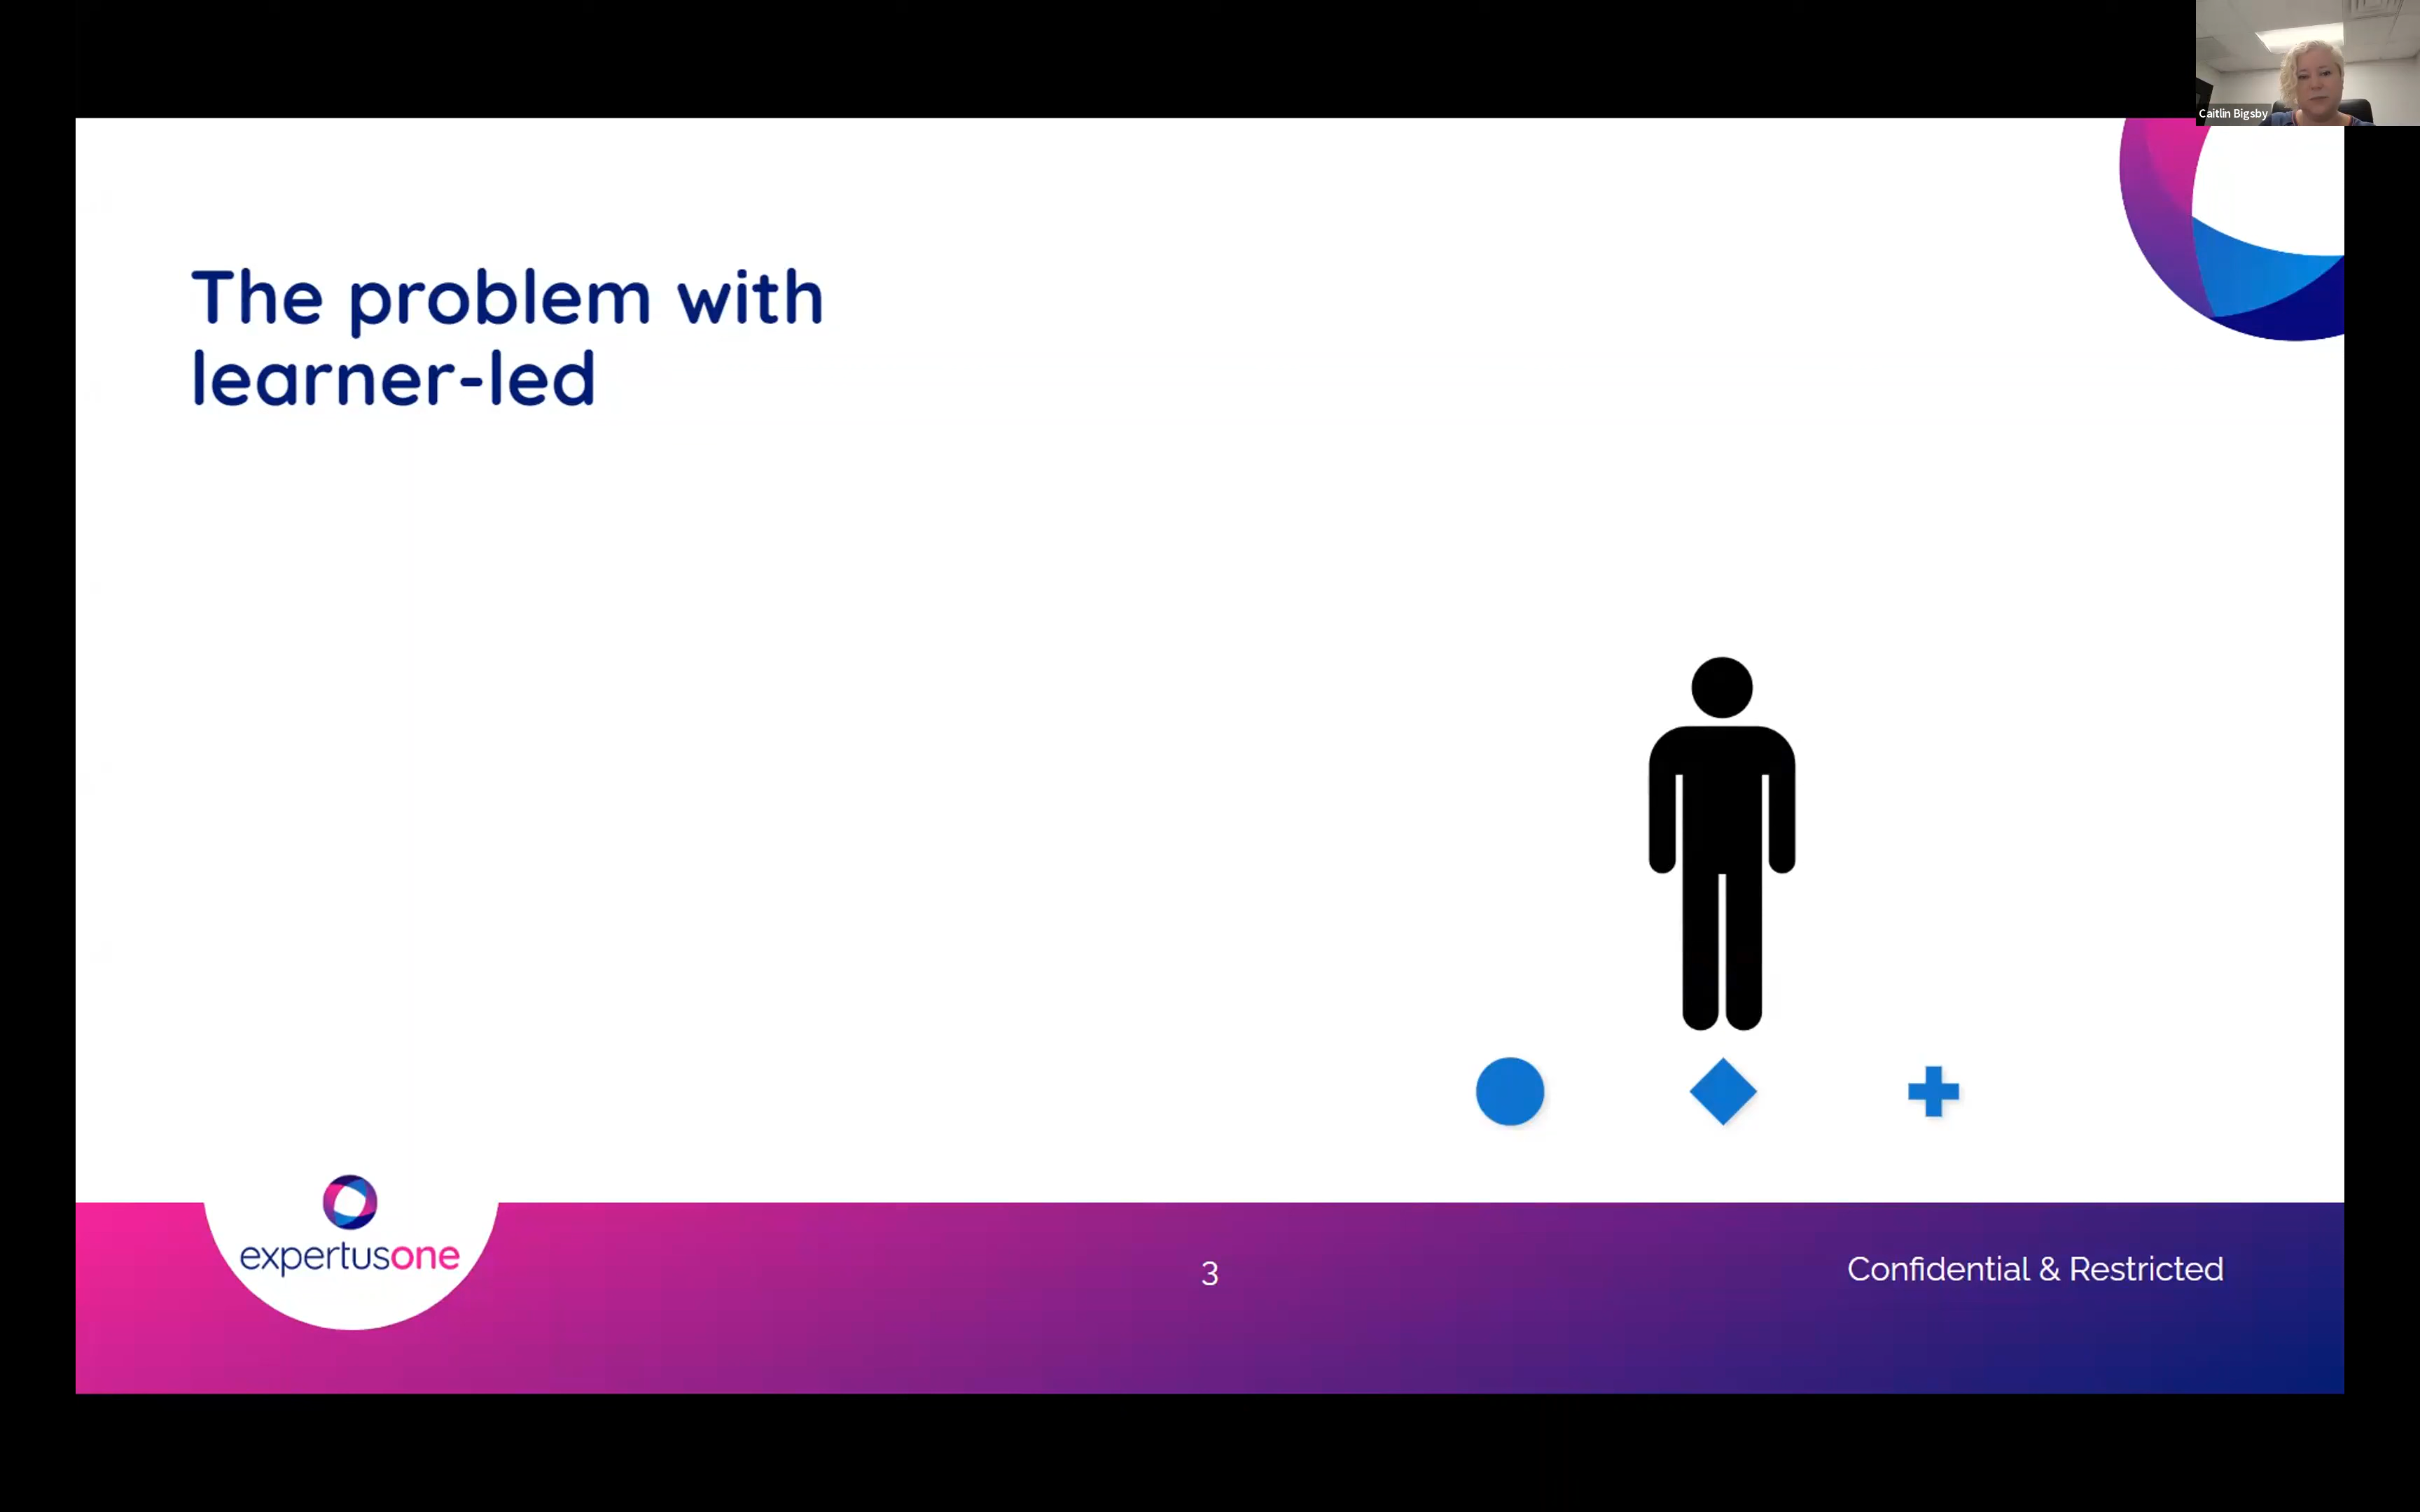 Caitlin Bigsby
The problem with
learner-led
expertusone
3
Confidential & Restricted